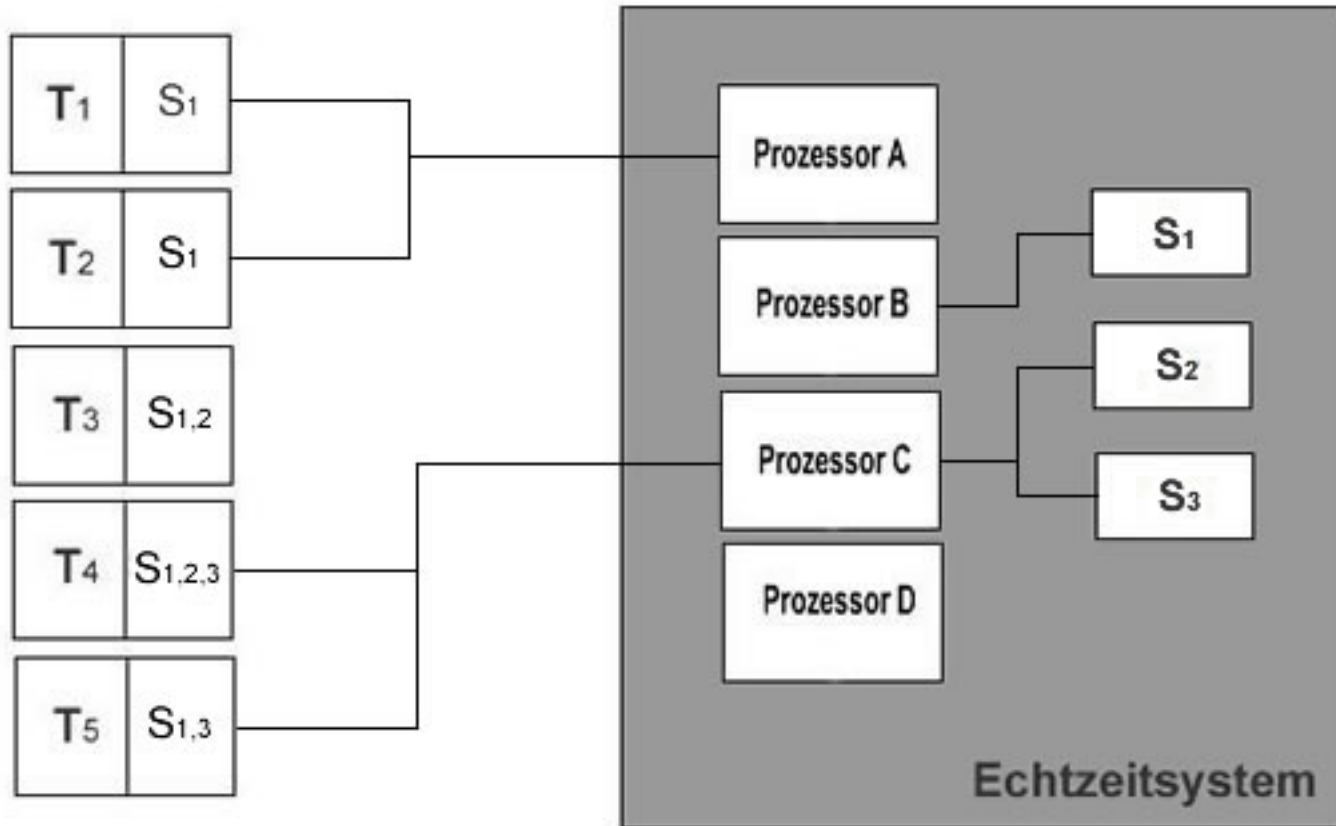 T1 S1
T2 S1
T3 S1,2
T4 S1,2,3
T5 S1,3
Prozessor A
Prozessor B
Prozessor C
Prozessor D
S1
S2
S3
Echtzeitsystem